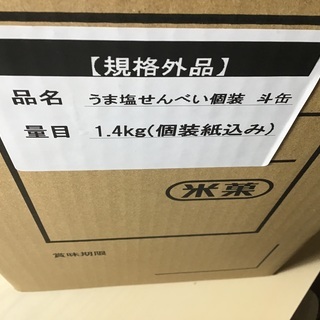 【規格外品】
品名 うま塩せんべい個装 斗缶
量目 1.4kg(個装紙込み)
米菓
賞味期限